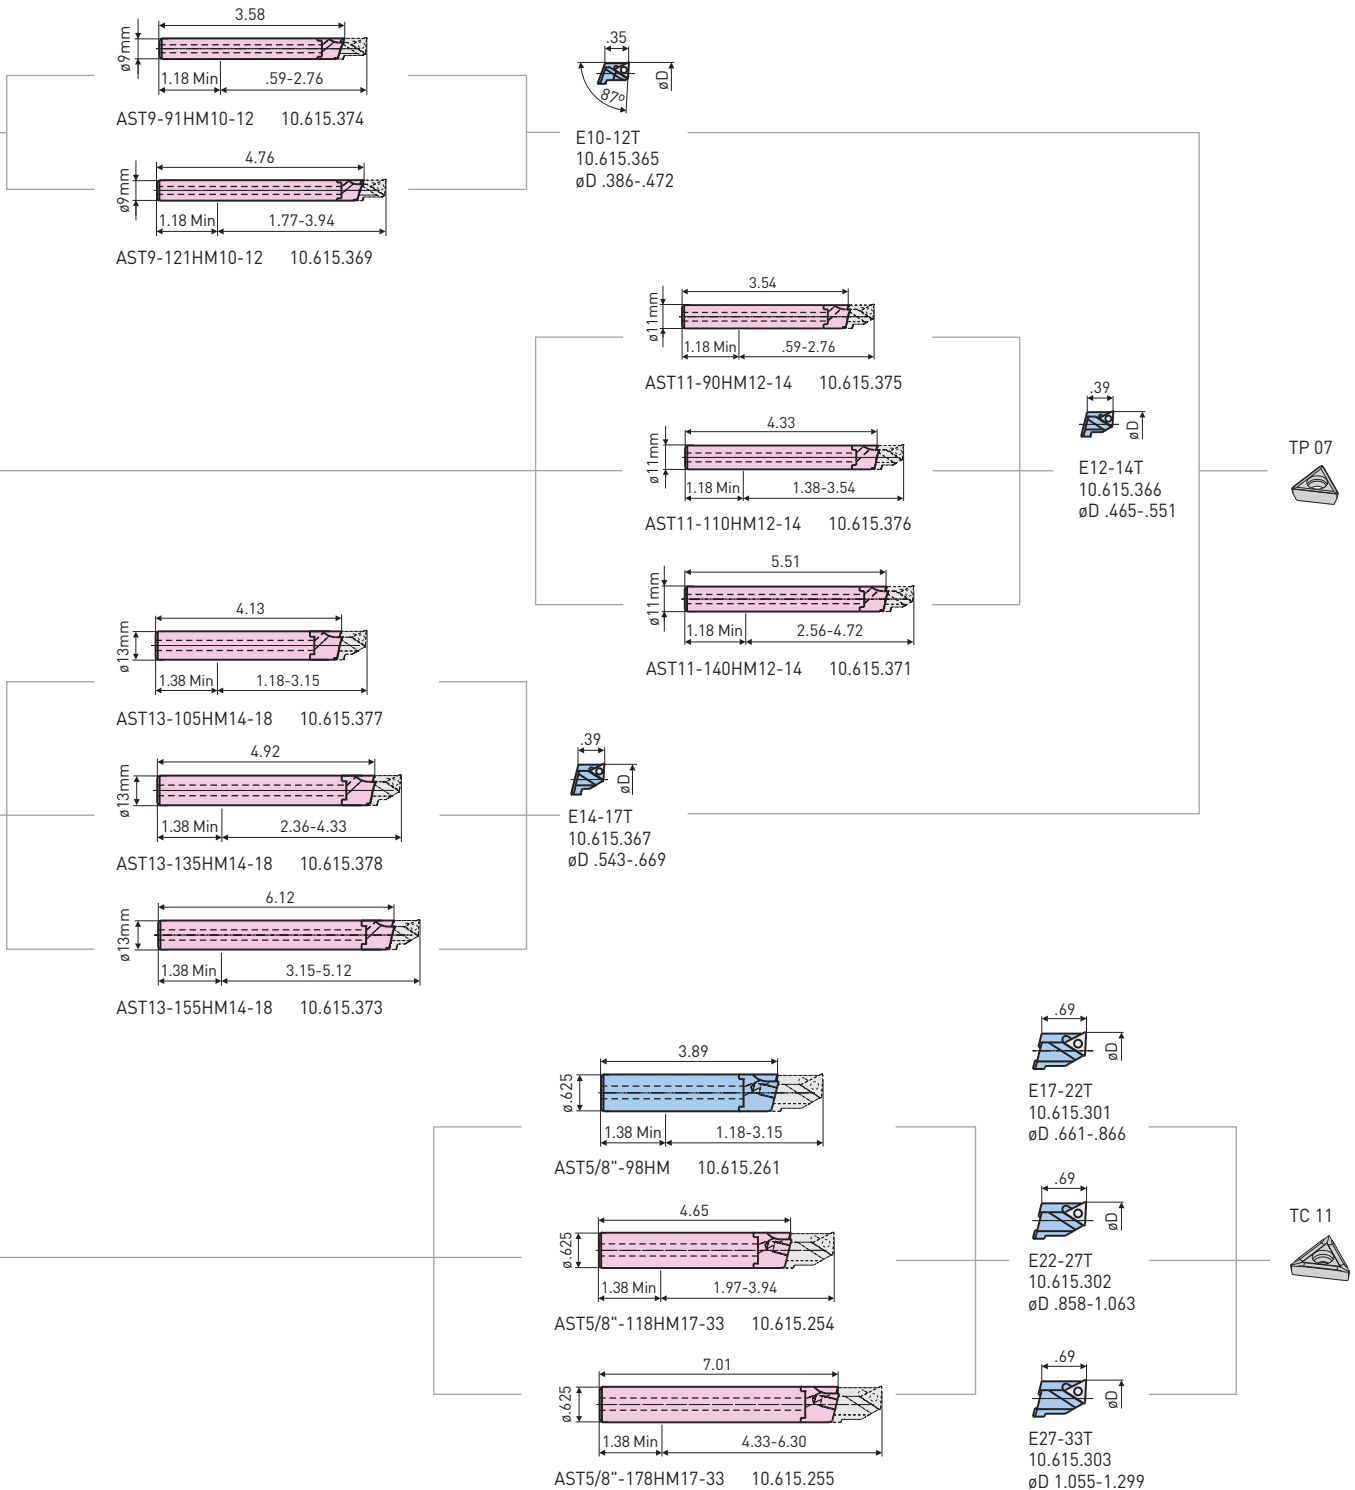 3.58
ø9mm
1.18 Min
.59-2.76
AST9-91HM10-12 10.615.374
4.76
ø9mm
1.18 Min
1.77-3.94
AST9-121HM10-12 10.615.369
.35
øD
87º
E10-12T
10.615.365
øD .386-.472
3.54
ø11mm
1.18 Min
.59-2.76
AST11-90HM12-14 10.615.375
4.33
ø11mm
1.18 Min
1.38-3.54
AST11-110HM12-14 10.615.376
5.51
ø11mm
1.18 Min
2.56-4.72
AST11-140HM12-14 10.615.371
.39
øD
E12-14T
10.615.366
øD .465-.551
TP 07
4.13
ø13mm
1.38 Min
1.18-3.15
AST13-105HM14-18 10.615.377
4.92
ø13mm
1.38 Min
2.36-4.33
AST13-135HM14-18 10.615.378
6.12
ø13mm
1.38 Min
3.15-5.12
AST13-155HM14-18 10.615.373
.39
øD
E14-17T
10.615.367
øD .543-.669
3.89
ø.625
1.38 Min
1.18-3.15
AST5/8"-98HM 10.615.261
4.65
ø.625
1.38 Min
1.97-3.94
AST5/8"-118HM17-33 10.615.254
7.01
ø.625
1.38 Min
4.33-6.30
AST5/8"-178HM17-33 10.615.255
.69
øD
E17-22T
10.615.301
øD .661-.866
.69
øD
E22-27T
10.615.302
øD .858-1.063
.69
øD
E27-33T
10.615.303
øD 1.055-1.299
TC 11